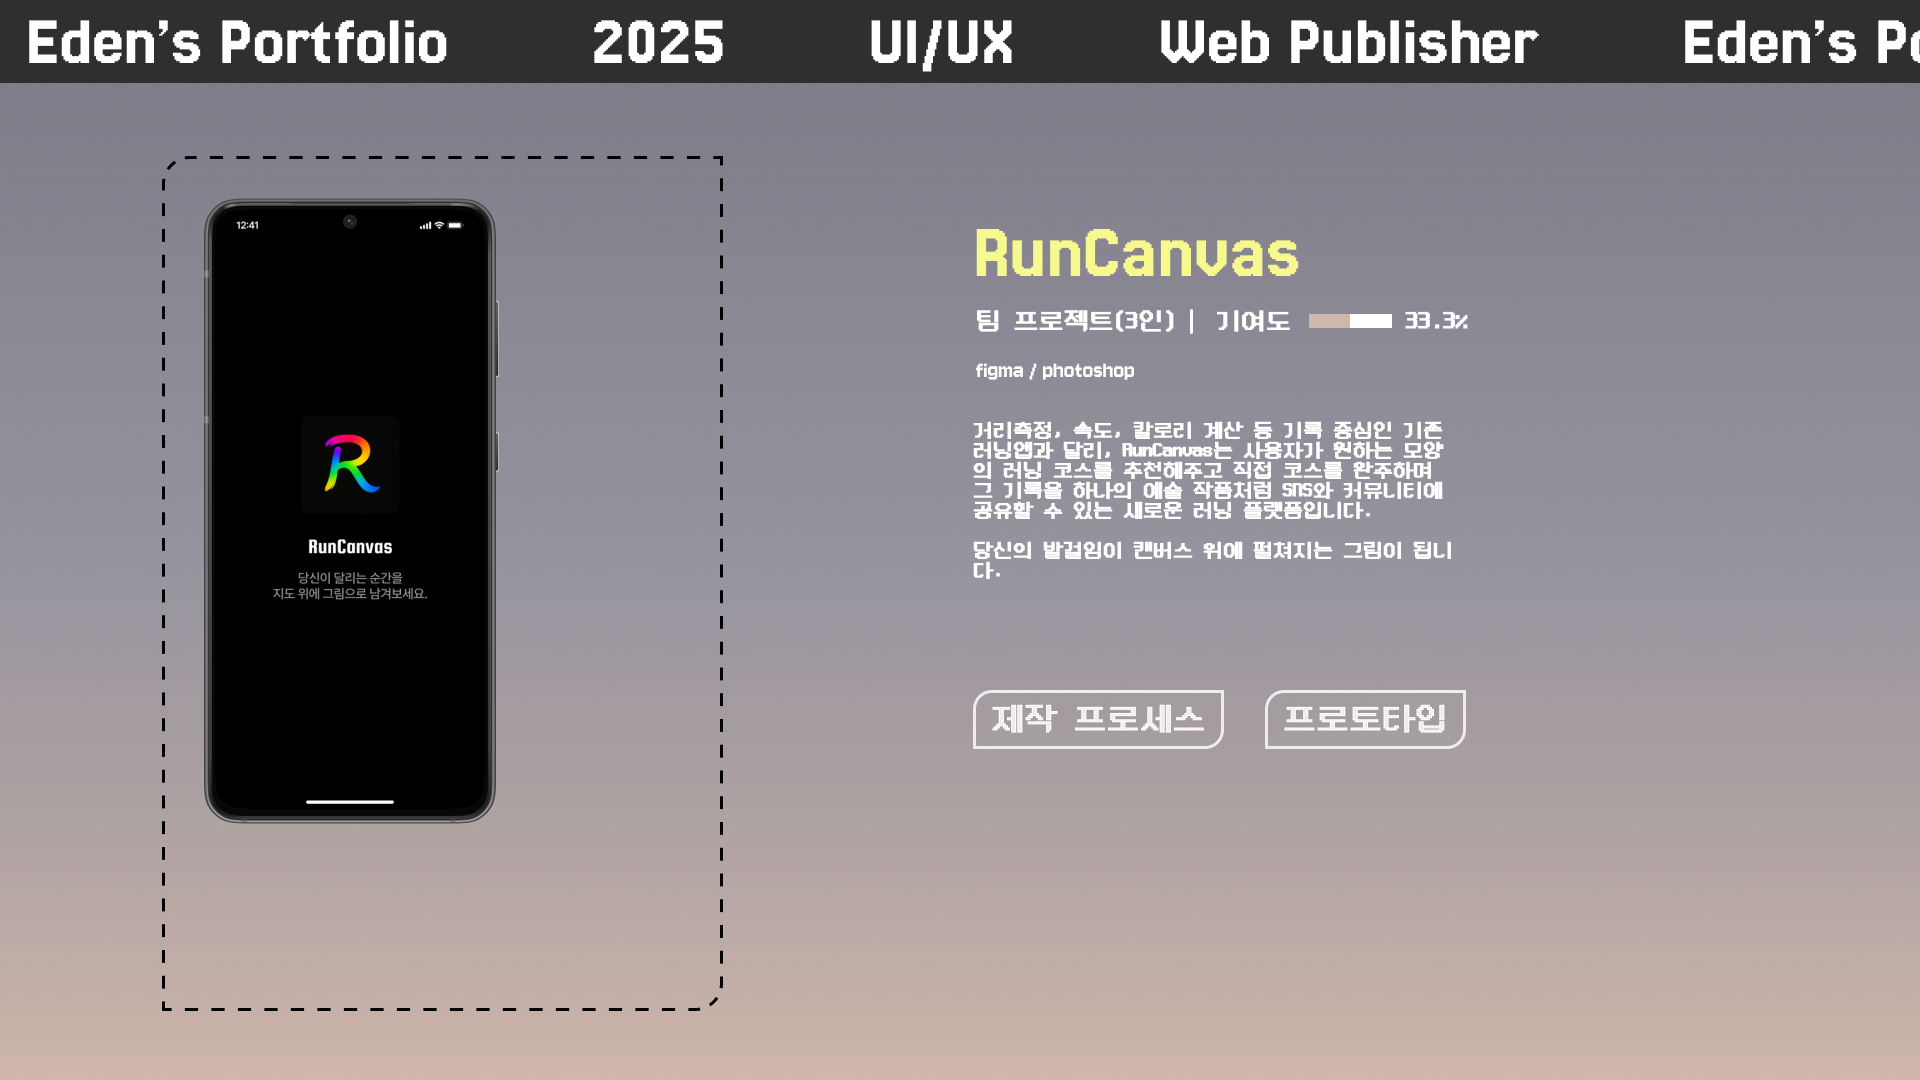 Eden's Portfolio 2025 UI/UX Web Publisher Eden's Po
12:41
R
RunCanvas
당신이 달리는 순간을
지도 위에 그림으로 남겨보세요.
RunCanvas
팀 프로젝트(3인) | 기여도 33.3%
figma / photoshop
거리측정, 속도, 칼로리 계산 등 기록 중심인 기존
러닝앱과 달리, RunCanvas는 사용자가 원하는 모양
의 러닝 코스를 추천해주고 직접 코스를 완주하며
그 기록을 하나의 예술 작품처럼 SNS와 커뮤니티에
공유할 수 있는 새로운 러닝 플랫폼입니다.
당신의 발걸음이 캔버스 위에 펼쳐지는 그림이 됩니
다.
제작 프로세스
프로토타입